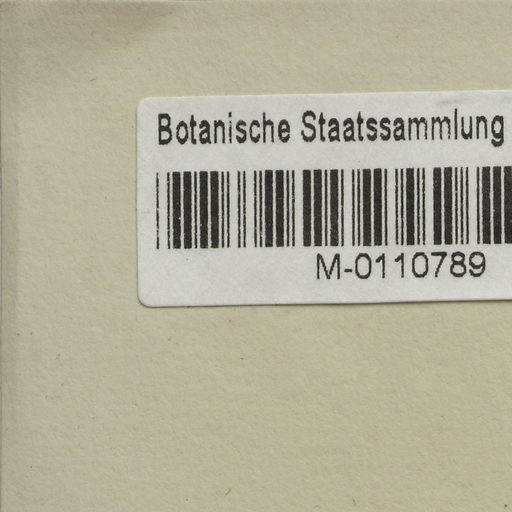 Botanische Staatssammlung
M-0110789